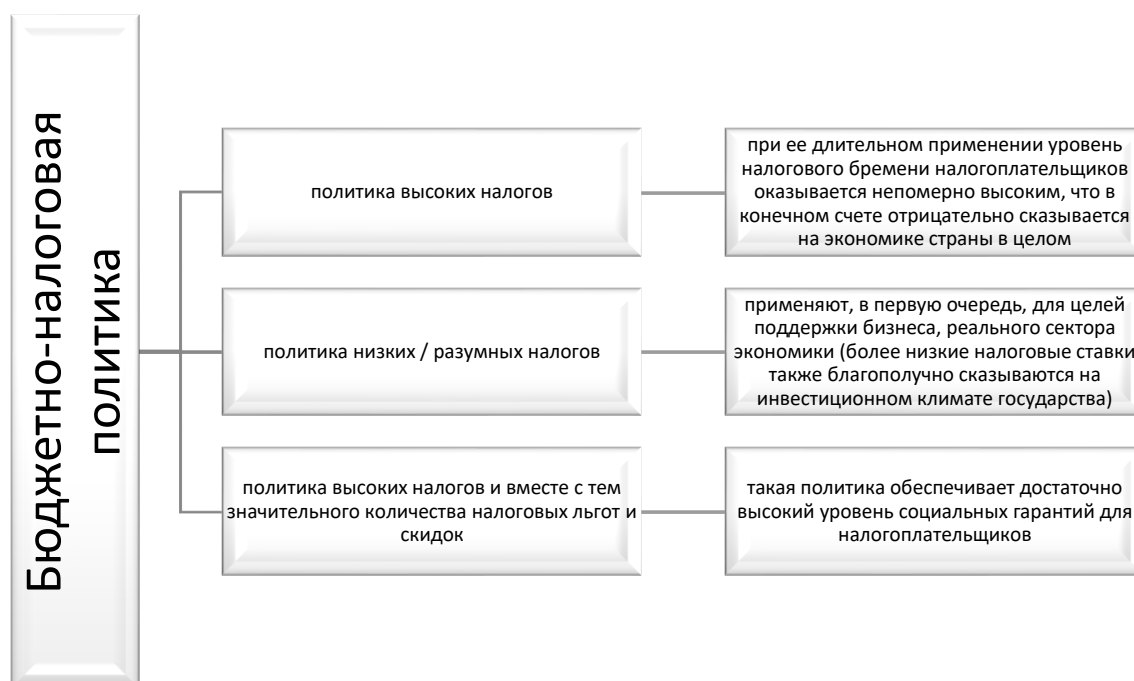 Бюджетно-налоговая
политика
политика высоких налогов
при ее длительном применении уровень
налогового бремени налогоплательщиков
оказывается непомерно высоким, что в
конечном счете отрицательно сказывается
на экономике страны в целом
политика низких / разумных налогов
применяют, в первую очередь, для целей
поддержки бизнеса, реального сектора
экономики (более низкие налоговые ставки
также благополучно сказываются на
инвестиционном климате государства)
политика высоких налогов и вместе с тем
значительного количества налоговых льгот и
скидок
такая политика обеспечивает достаточно
высокий уровень социальных гарантий для
налогоплательщиков